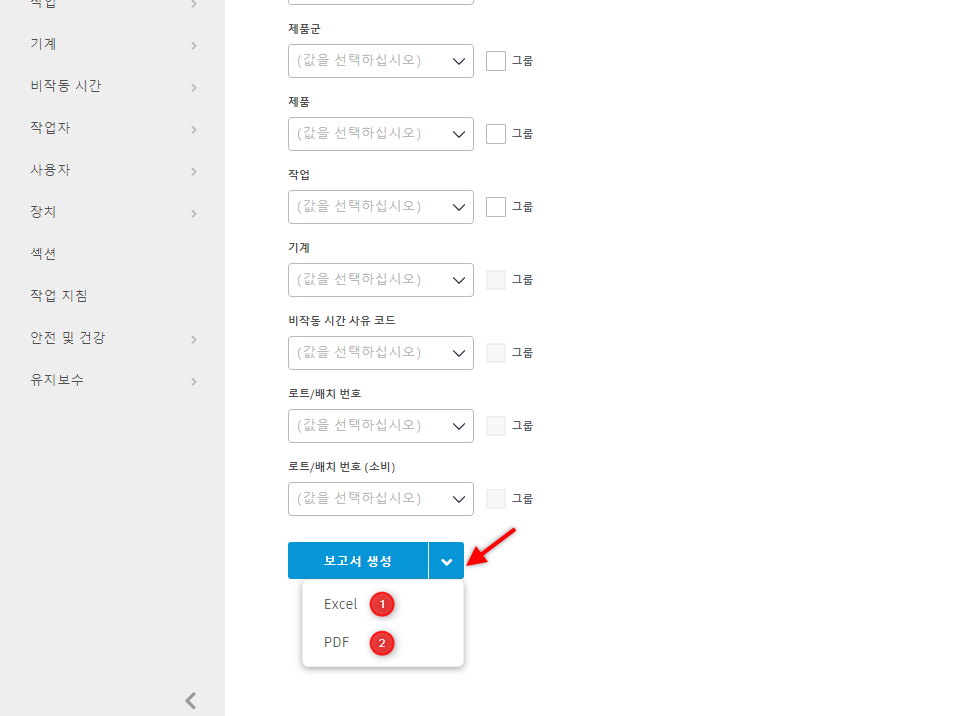 작업
기계
비작동 시간
작업자
사용자
장치
섹션
작업 지침
안전 및 건강
유지보수
제품군
(값을 선택하십시오)
그룹
제품
(값을 선택하십시오)
그룹
작업
(값을 선택하십시오)
그룹
기계
(값을 선택하십시오)
그룹
비작동 시간 사유 코드
(값을 선택하십시오)
그룹
로트/배치 번호
(값을 선택하십시오)
그룹
로트/배치 번호 (소비)
(값을 선택하십시오)
그룹
보고서 생성
Excel 1
PDF 2